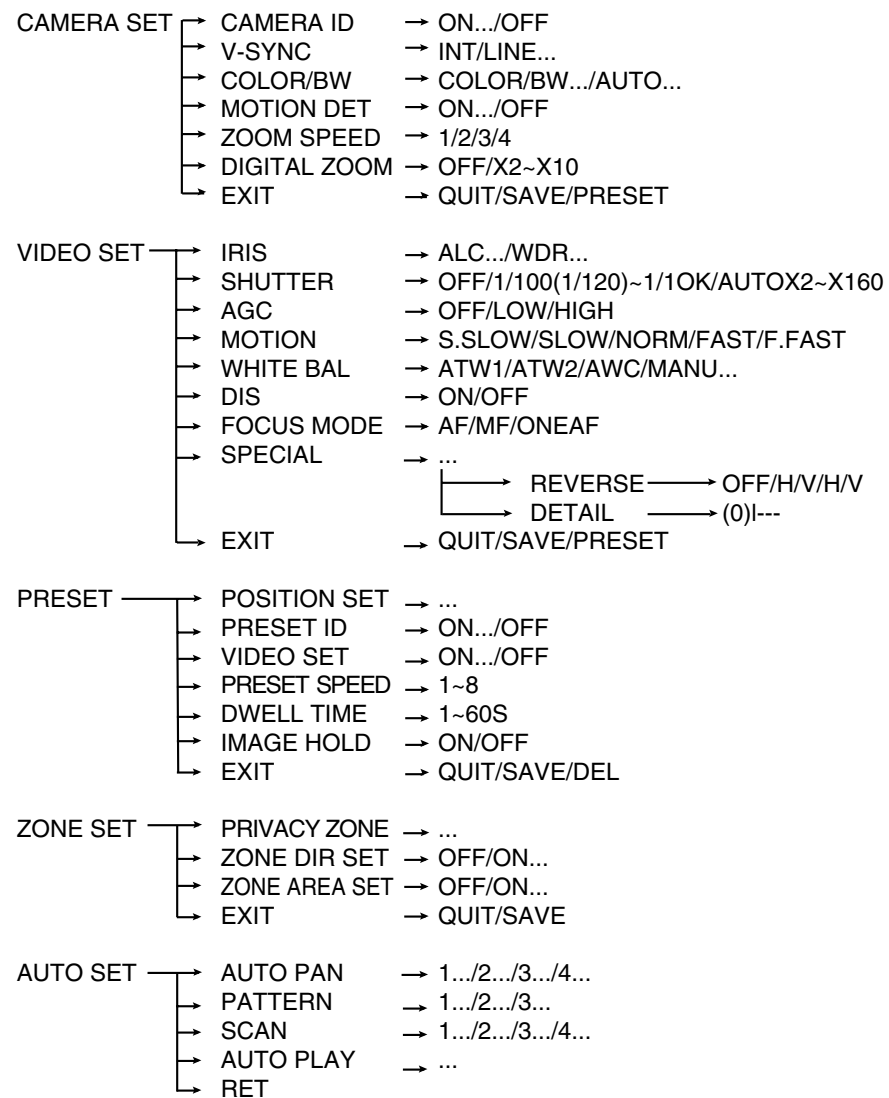 CAMERA SET CAMERA ID ON.../OFF
V-SYNC INT/LINE...
COLOR/BW COLOR/BW.../AUTO...
MOTION DET ON.../OFF
ZOOM SPEED 1/2/3/4
DIGITAL ZOOM OFF/X2~X10
EXIT QUIT/SAVE/PRESET
VIDEO SET IRIS ALC.../WDR...
SHUTTER OFF/1/100(1/120)~1/1OK/AUTOX2~X160
AGC OFF/LOW/HIGH
MOTION S.SLOW/SLOW/NORM/FAST/F.FAST
WHITE BAL ATW1/ATW2/AWC/MANU...
DIS ON/OFF
FOCUS MODE AF/MF/ONEAF
SPECIAL ...
REVERSE OFF/H/V/H/V
DETAIL (0)I---
EXIT QUIT/SAVE/PRESET
PRESET POSITION SET ...
PRESET ID ON.../OFF
VIDEO SET ON.../OFF
PRESET SPEED 1~8
DWELL TIME 1~60S
IMAGE HOLD ON/OFF
EXIT QUIT/SAVE/DEL
ZONE SET PRIVACY ZONE ...
ZONE DIR SET OFF/ON...
ZONE AREA SET OFF/ON...
EXIT QUIT/SAVE
AUTO SET AUTO PAN 1.../2.../3.../4...
PATTERN 1.../2.../3...
SCAN 1.../2.../3.../4...
AUTO PLAY ...
RET